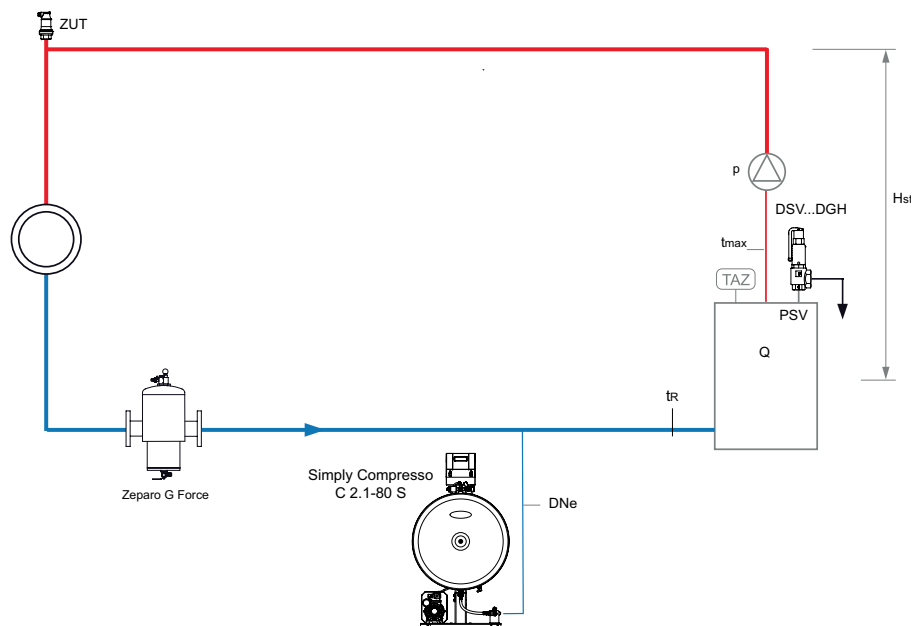 ZUT
p
Hst
DSV...DGH
tmax
TAZ
PSV
Q
tR
Simply Compresso
C 2.1-80 S
Zeparo G Force
DNe